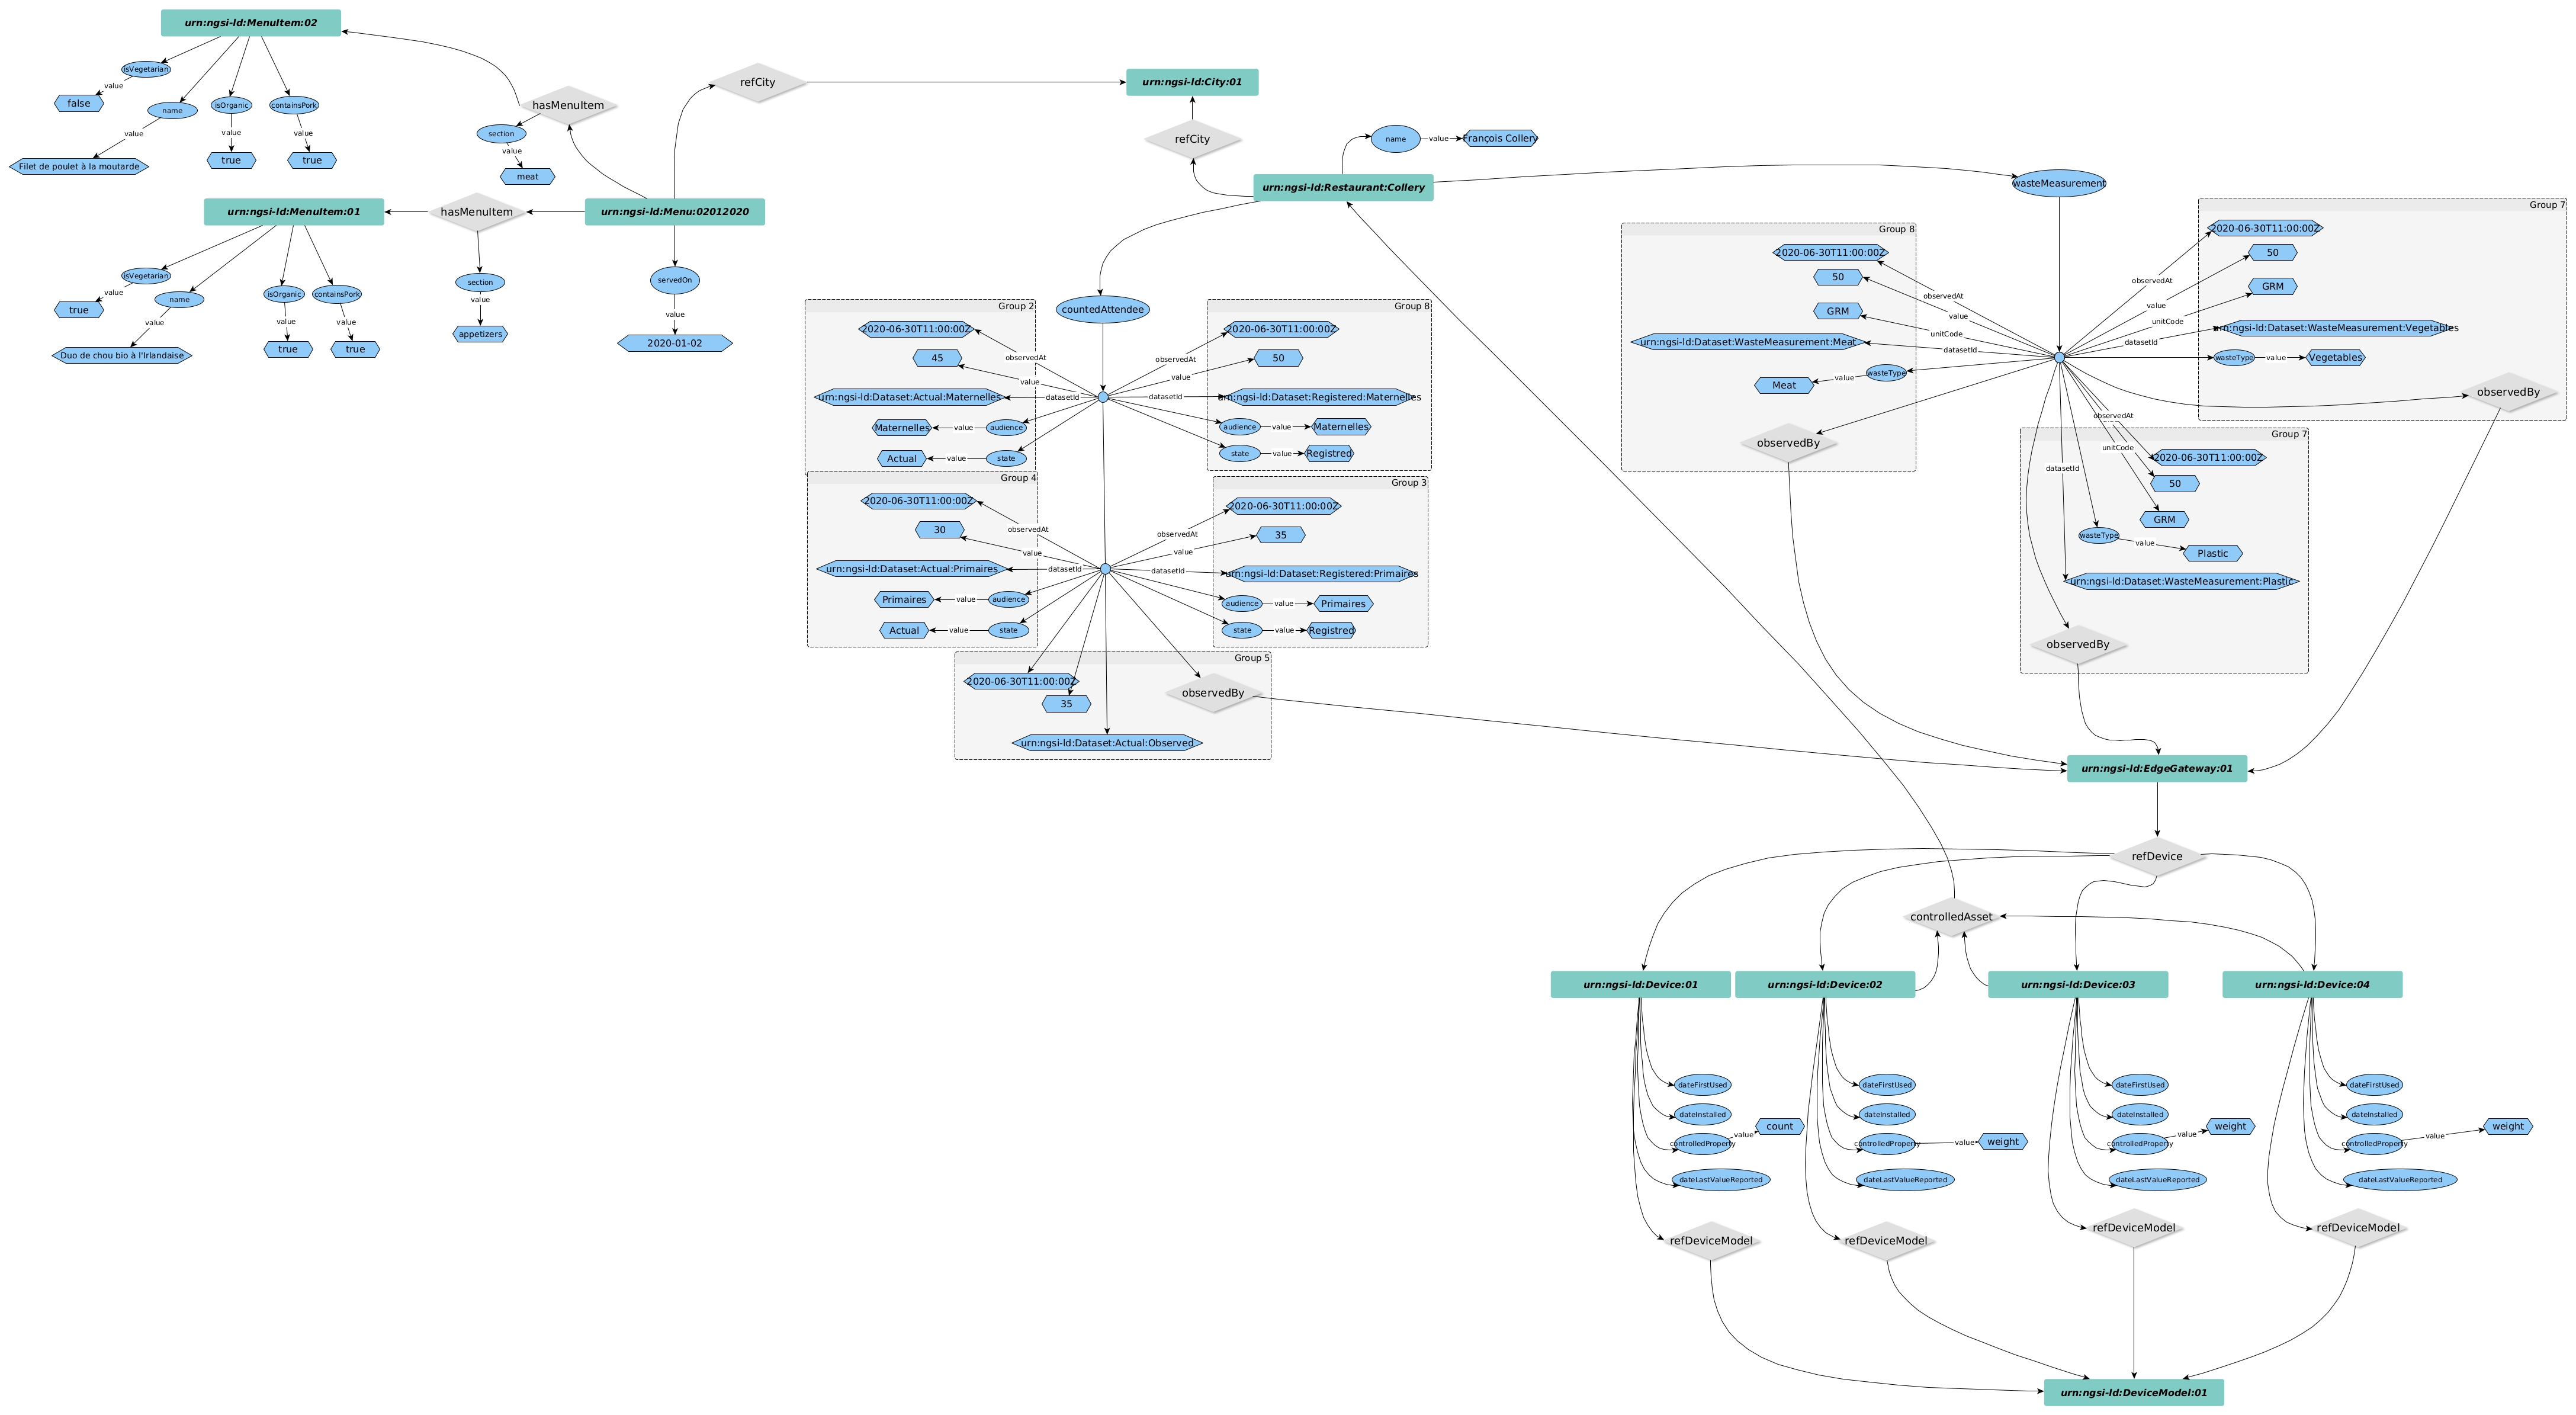 urn:ngsi-ld:MenuItem:02
isVegetarian
value
false
name
value
Filet de poulet à la moutarde
isOrganic
value
true
containsPork
value
true
hasMenuItem
section
value
meat
refCity
urn:ngsi-ld:City:01
refCity
name
value
François Collery
urn:ngsi-ld:Restaurant:Collery
wasteMeasurement
urn:ngsi-ld:MenuItem:01
hasMenuItem
urn:ngsi-ld:Menu:02012020
isVegetarian
value
true
name
value
Duo de chou bio à l'Irlandaise
isOrganic
value
true
containsPork
value
true
section
value
appetizers
servedOn
value
2020-01-02
countedAttendee
Group 2
2020-06-30T11:00:00Z
observedAt
45
value
urn:ngsi-ld:Dataset:Actual:Maternelles
datasetId
Maternelles
value
audience
Actual
value
state
Group 8
2020-06-30T11:00:00Z
observedAt
50
value
urn:ngsi-ld:Dataset:Registered:Maternelles
datasetId
audience
value
Maternelles
state
value
Registred
Group 4
2020-06-30T11:00:00Z
observedAt
30
value
urn:ngsi-ld:Dataset:Actual:Primaires
datasetId
Primaires
value
audience
Actual
value
state
Group 3
2020-06-30T11:00:00Z
observedAt
35
value
urn:ngsi-ld:Dataset:Registered:Primaires
datasetId
audience
value
Primaires
state
value
Registred
Group 5
2020-06-30T11:00:00Z
35
observedBy
urn:ngsi-ld:Dataset:Actual:Observed
Group 8
2020-06-30T11:00:00Z
observedAt
50
value
GRM
unitCode
urn:ngsi-ld:Dataset:WasteMeasurement:Meat
datasetId
wasteType
value
Meat
observedBy
Group 7
2020-06-30T11:00:00Z
observedAt
50
value
GRM
unitCode
urn:ngsi-ld:Dataset:WasteMeasurement:Vegetables
datasetId
wasteType
value
Vegetables
observedBy
Group 7
observedAt
2020-06-30T11:00:00Z
unitCode
50
datasetId
GRM
wasteType
value
Plastic
urn:ngsi-ld:Dataset:WasteMeasurement:Plastic
observedBy
urn:ngsi-ld:EdgeGateway:01
refDevice
controlledAsset
urn:ngsi-ld:Device:01
urn:ngsi-ld:Device:02
urn:ngsi-ld:Device:03
urn:ngsi-ld:Device:04
dateFirstUsed
dateInstalled
controlledProperty
value
count
dateLastValueReported
refDeviceModel
dateFirstUsed
dateInstalled
controlledProperty
value
weight
dateLastValueReported
refDeviceModel
dateFirstUsed
dateInstalled
controlledProperty
value
weight
dateLastValueReported
refDeviceModel
dateFirstUsed
dateInstalled
controlledProperty
value
weight
dateLastValueReported
refDeviceModel
urn:ngsi-ld:DeviceModel:01